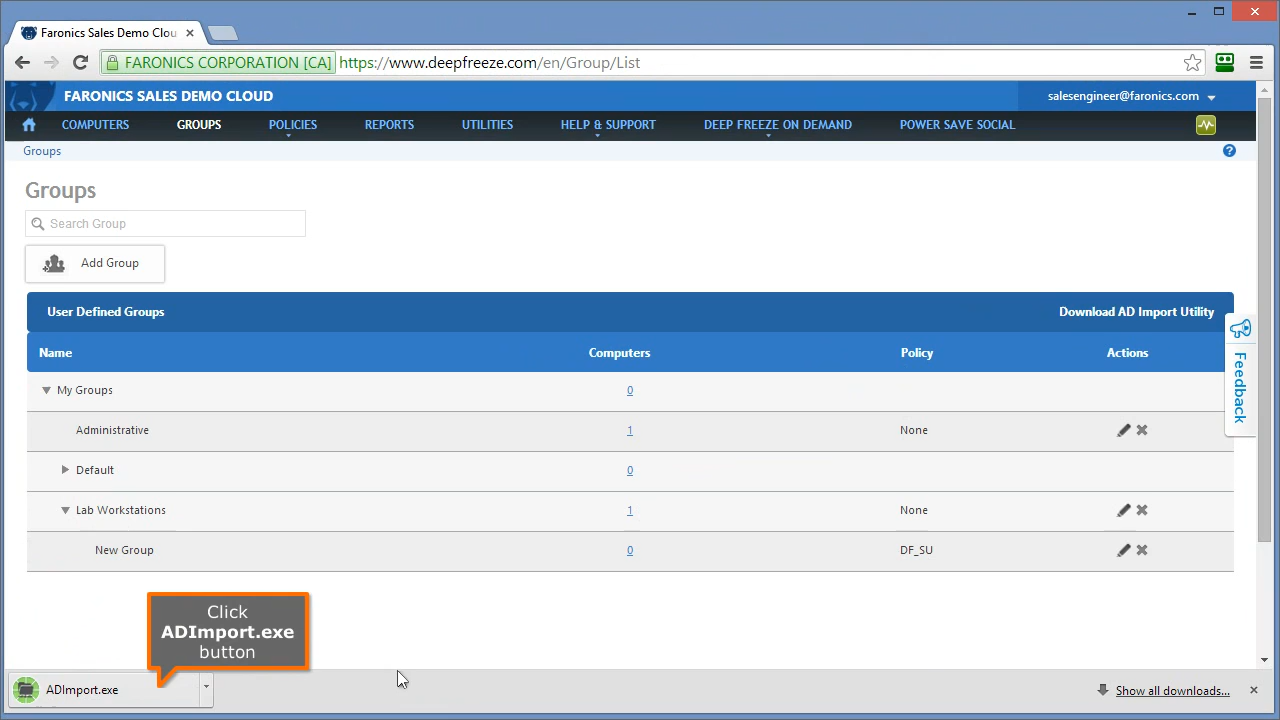 Faronics Sales Demo Clou
FARONICS CORPORATION [CA] https://www.deepfreeze.com/en/Group/List
FARONICS SALES DEMO CLOUD
salesengineer@faronics.com
COMPUTERS GROUPS POLICIES REPORTS UTILITIES HELP & SUPPORT DEEP FREEZE ON DEMAND POWER SAVE SOCIAL
Groups
Groups
Search Group
Add Group
User Defined Groups Download AD Import Utility
Name Computers Policy Actions
My Groups 0
Administrative 1 None
Default 0
Lab Workstations 1 None
New Group 0 DF_SU
Feedback
Click
ADImport.exe
button
ADImport.exe
Show all downloads...